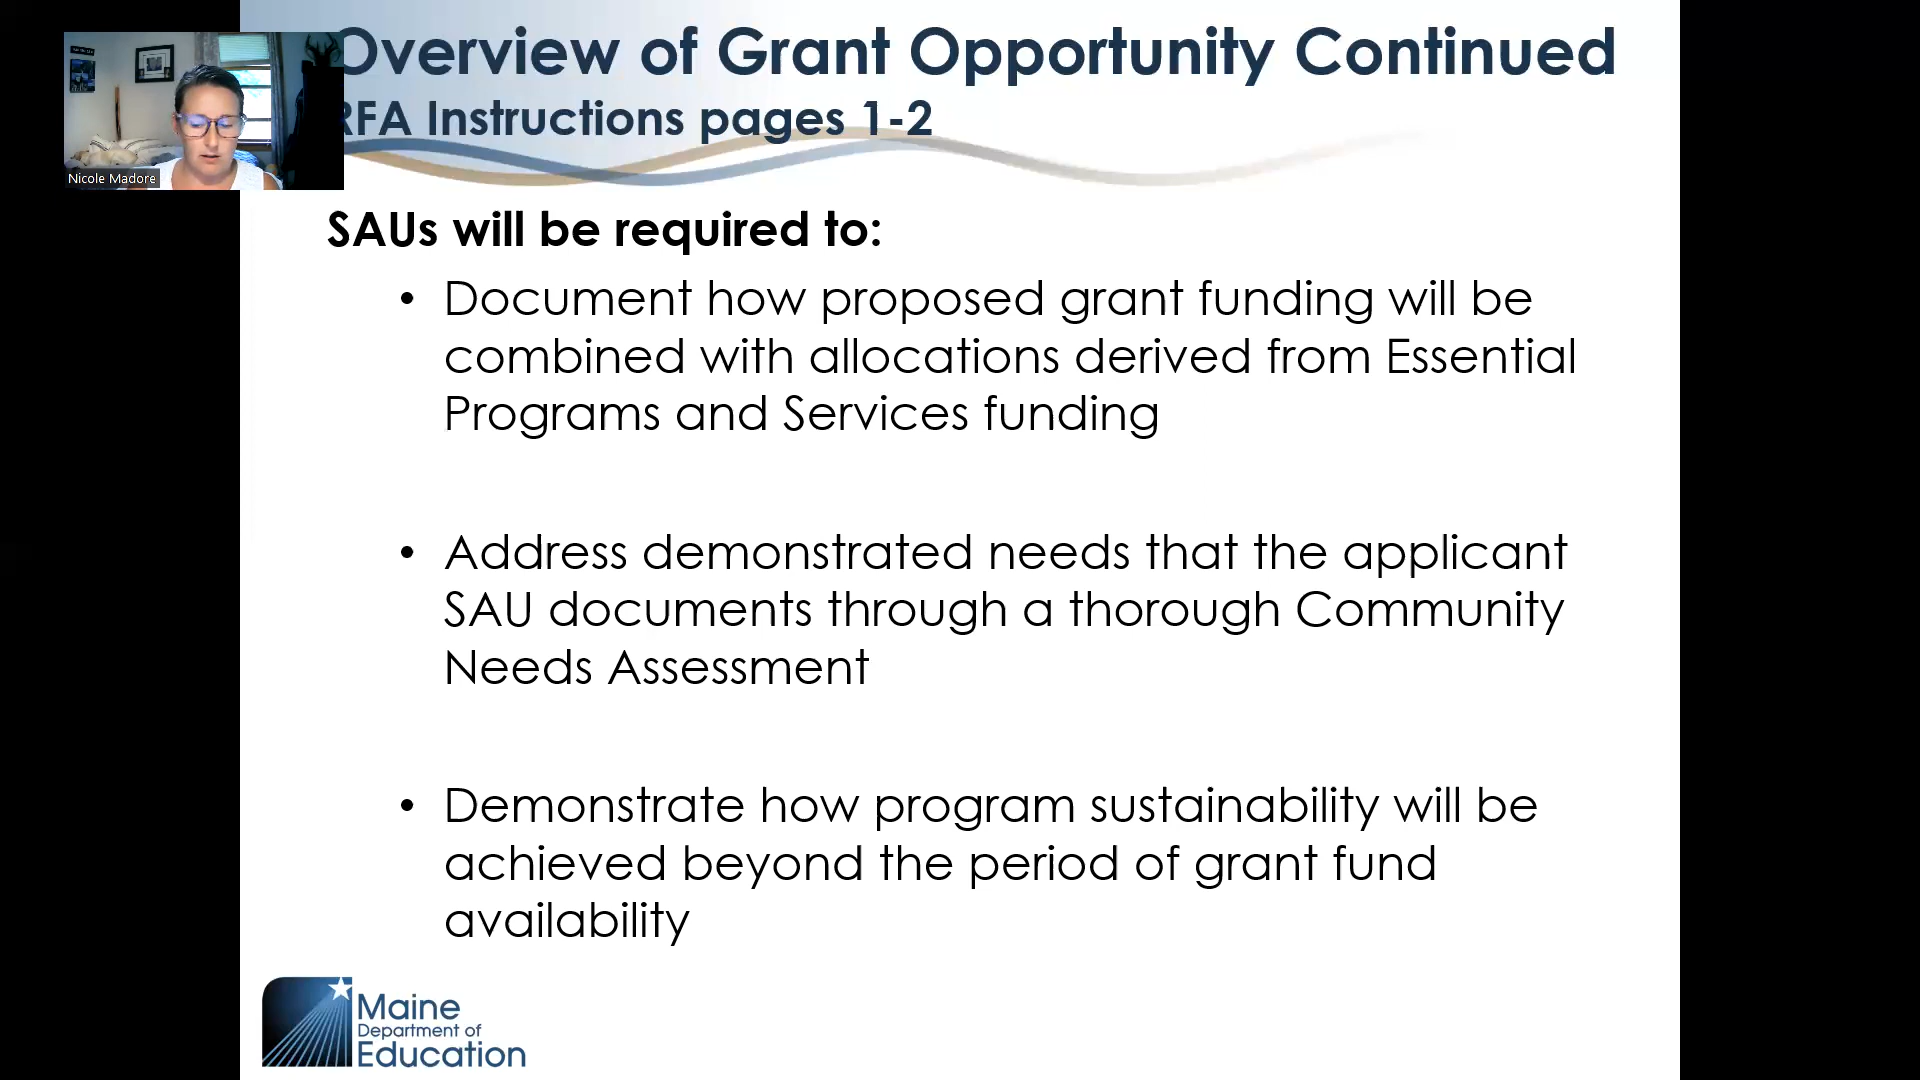 Overview of Grant Opportunity Continued
RFA Instructions pages 1-2
Nicole Madore
SAUs will be required to:
• Document how proposed grant funding will be
combined with allocations derived from Essential
Programs and Services funding
• Address demonstrated needs that the applicant
SAU documents through a thorough Community
Needs Assessment
• Demonstrate how program sustainability will be
achieved beyond the period of grant fund
availability
Maine
Department of
Education